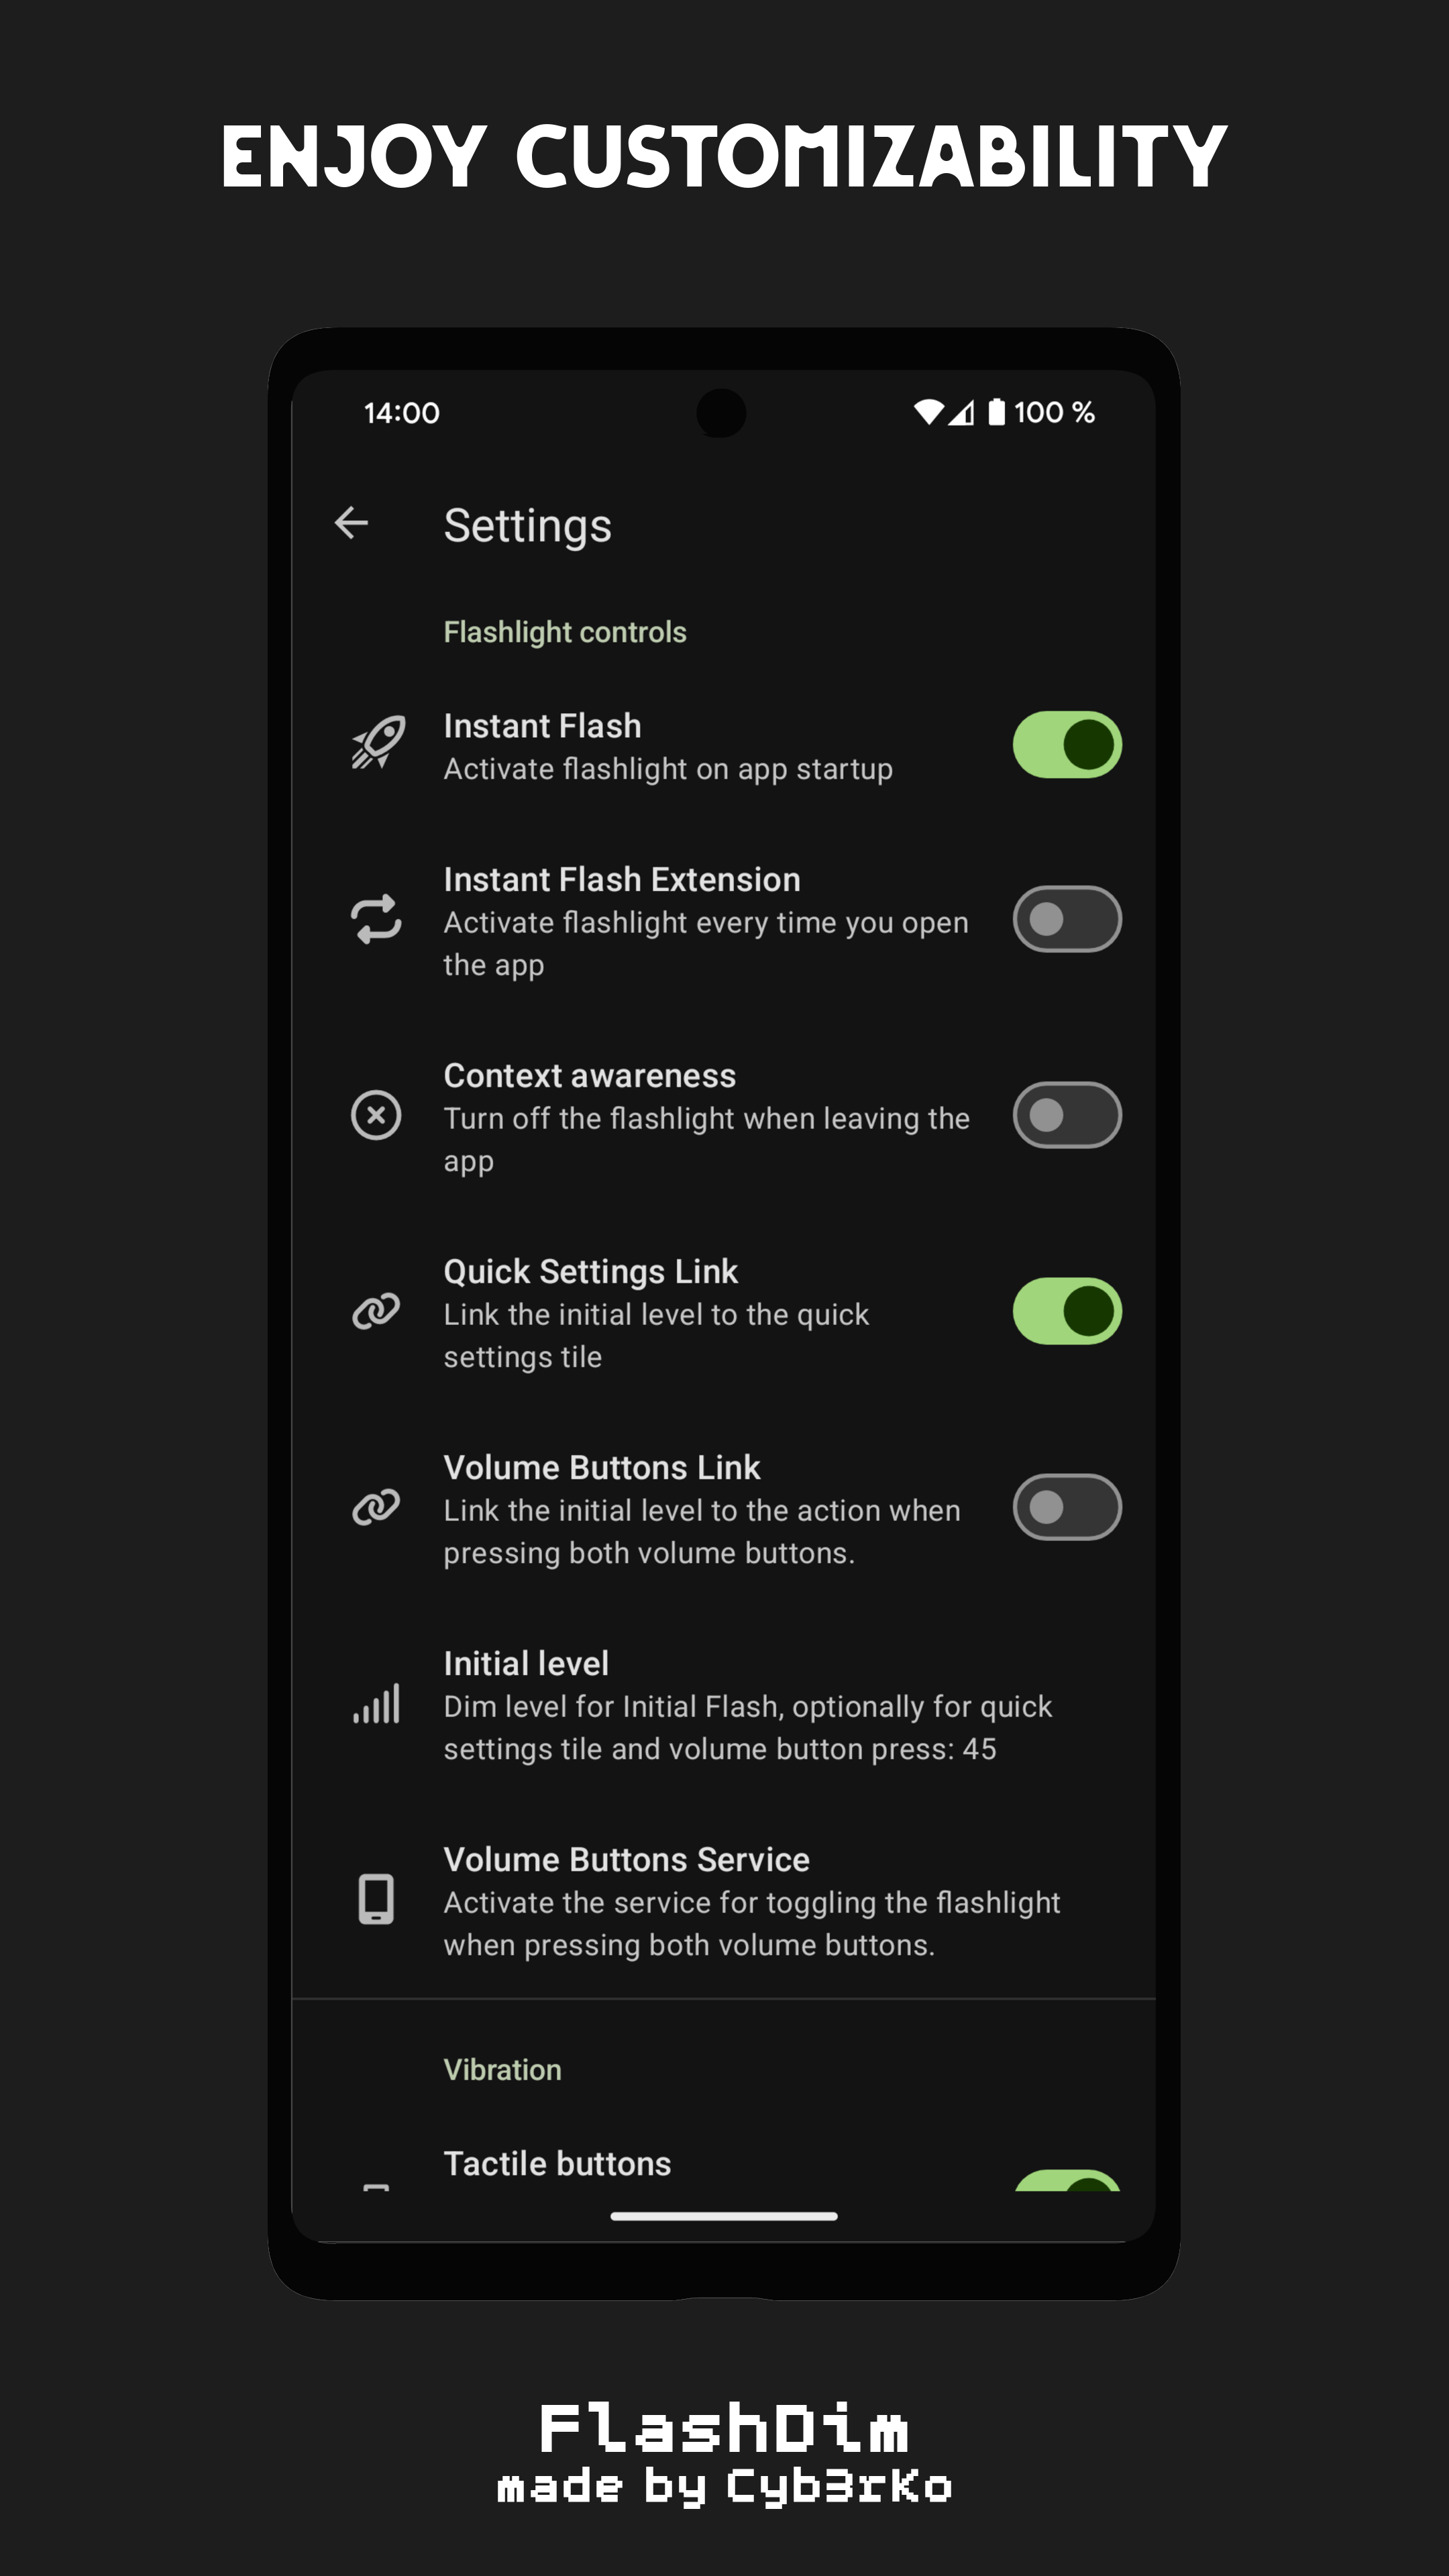 ENJOY CUSTOMIZABILITY
14:00
100 %
Settings
Flashlight controls
Instant Flash
Activate flashlight on app startup
Instant Flash Extension
Activate flashlight every time you open
the app
Context awareness
Turn off the flashlight when leaving the
app
Quick Settings Link
Link the initial level to the quick
settings tile
Volume Buttons Link
Link the initial level to the action when
pressing both volume buttons.
Initial level
Dim level for Initial Flash, optionally for quick
settings tile and volume button press: 45
Volume Buttons Service
Activate the service for toggling the flashlight
when pressing both volume buttons.
Vibration
Tactile buttons
FlashDim
made by Cyb3rKo